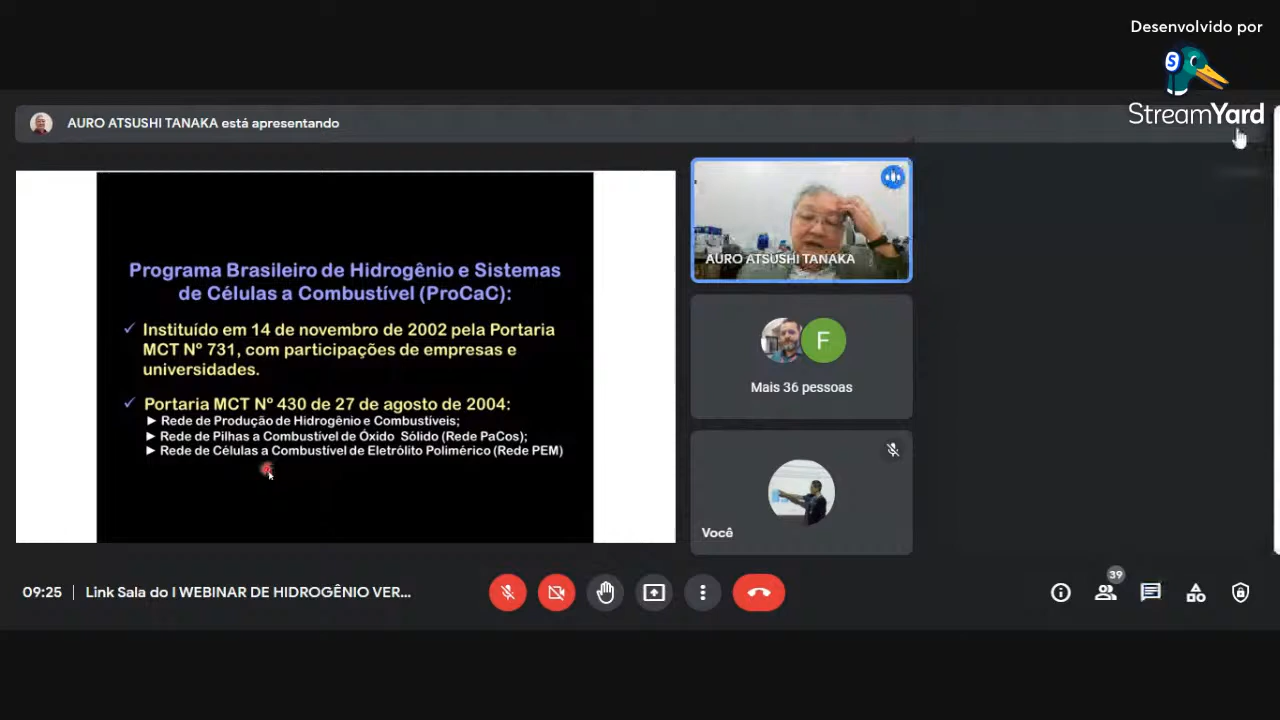 Desenvolvido por
StreamYard
AURO ATSUSHI TANAKA está apresentando
Programa Brasileiro de Hidrogênio e Sistemas
de Células a Combustível (ProCaC):
✓ Instituído em 14 de novembro de 2002 pela Portaria
MCT Nº 731, com participações de empresas e
universidades.
✓ Portaria MCT Nº 430 de 27 de agosto de 2004:
► Rede de Produção de Hidrogênio e Combustíveis;
► Rede de Pilhas a Combustível de Óxido Sólido (Rede PaCos);
► Rede de Células a Combustível de Eletrólito Polimérico (Rede PEM)
AURO ATSUSHI TANAKA
F
Mais 36 pessoas
Você
09:25 | Link Sala do I WEBINAR DE HIDROGÊNIO VER...
39